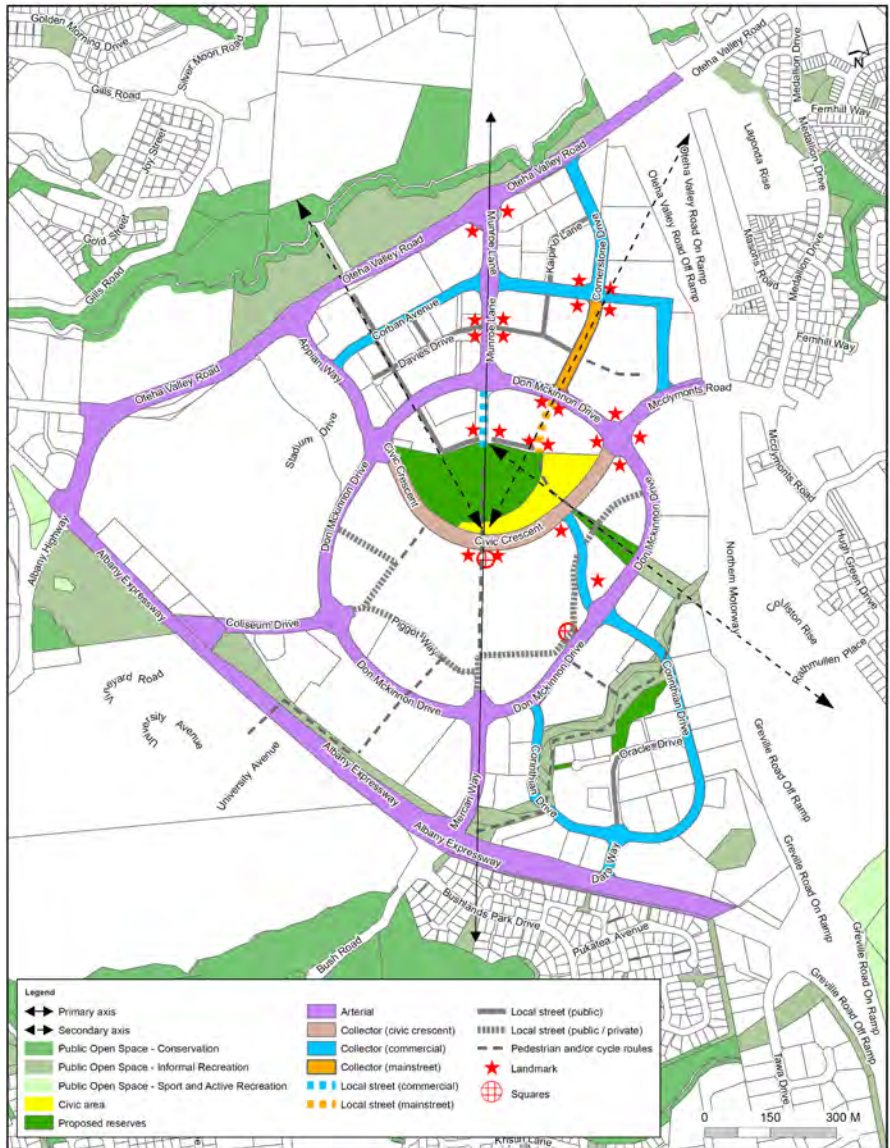 Golden Morning Drive
Silver Moon Road
Gills Road
Joy Street
Gold Street
Gills Road
Oteha Valley Road
Medallion Drive
Fernhill Way
Medallion Drive
Lagonda Rise
N
Oteha Valley Road
Oteha Valley Road On Ramp
Oteha Valley Road Off Ramp
Masons Road
Medallion Drive
Fernhill Way
Munroe Lane
Kaipiho Lane
Cornerstone Drive
Oteha Valley Road
Corban Avenue
Davies Drive
Munroe Lane
Appian Way
Oteha Valley Road
Don Mckinnon Drive
Mcclymonts Road
Stadium Drive
Mcclymonts Road
Civic Crescent
Don Mckinnon Drive
Don Mckinnon Drive
Civic Crescent
Albany Highway
Albany Expressway
Northern Motorway
Hugh Green Drive
Colliston Rise
Rathmullen Place
Coliseum Drive
Piggot Way
Don Mckinnon Drive
Don Mckinnon Drive
Corinthian Drive
Vineyard Road
University Avenue
University Avenue
Oracle Drive
Greville Road Off Ramp
Albany Expressway
Mercari Way
Corinthian Drive
Albany Expressway
Data Way
Greville Road On Ramp
Bushlands Park Drive
Pukatea Avenue
Bush Road
Greville Road On Ramp
Greville Road Off Ramp
Tawa Drive
Legend
Primary axis
Secondary axis
Public Open Space - Conservation
Public Open Space - Informal Recreation
Public Open Space - Sport and Active Recreation
Civic area
Proposed reserves
Arterial
Collector (civic crescent)
Collector (commercial)
Collector (mainstreet)
Local street (commercial)
Local street (mainstreet)
Local street (public)
Local street (public / private)
Pedestrian and/or cycle routes
Landmark
Squares
0 150 300 M